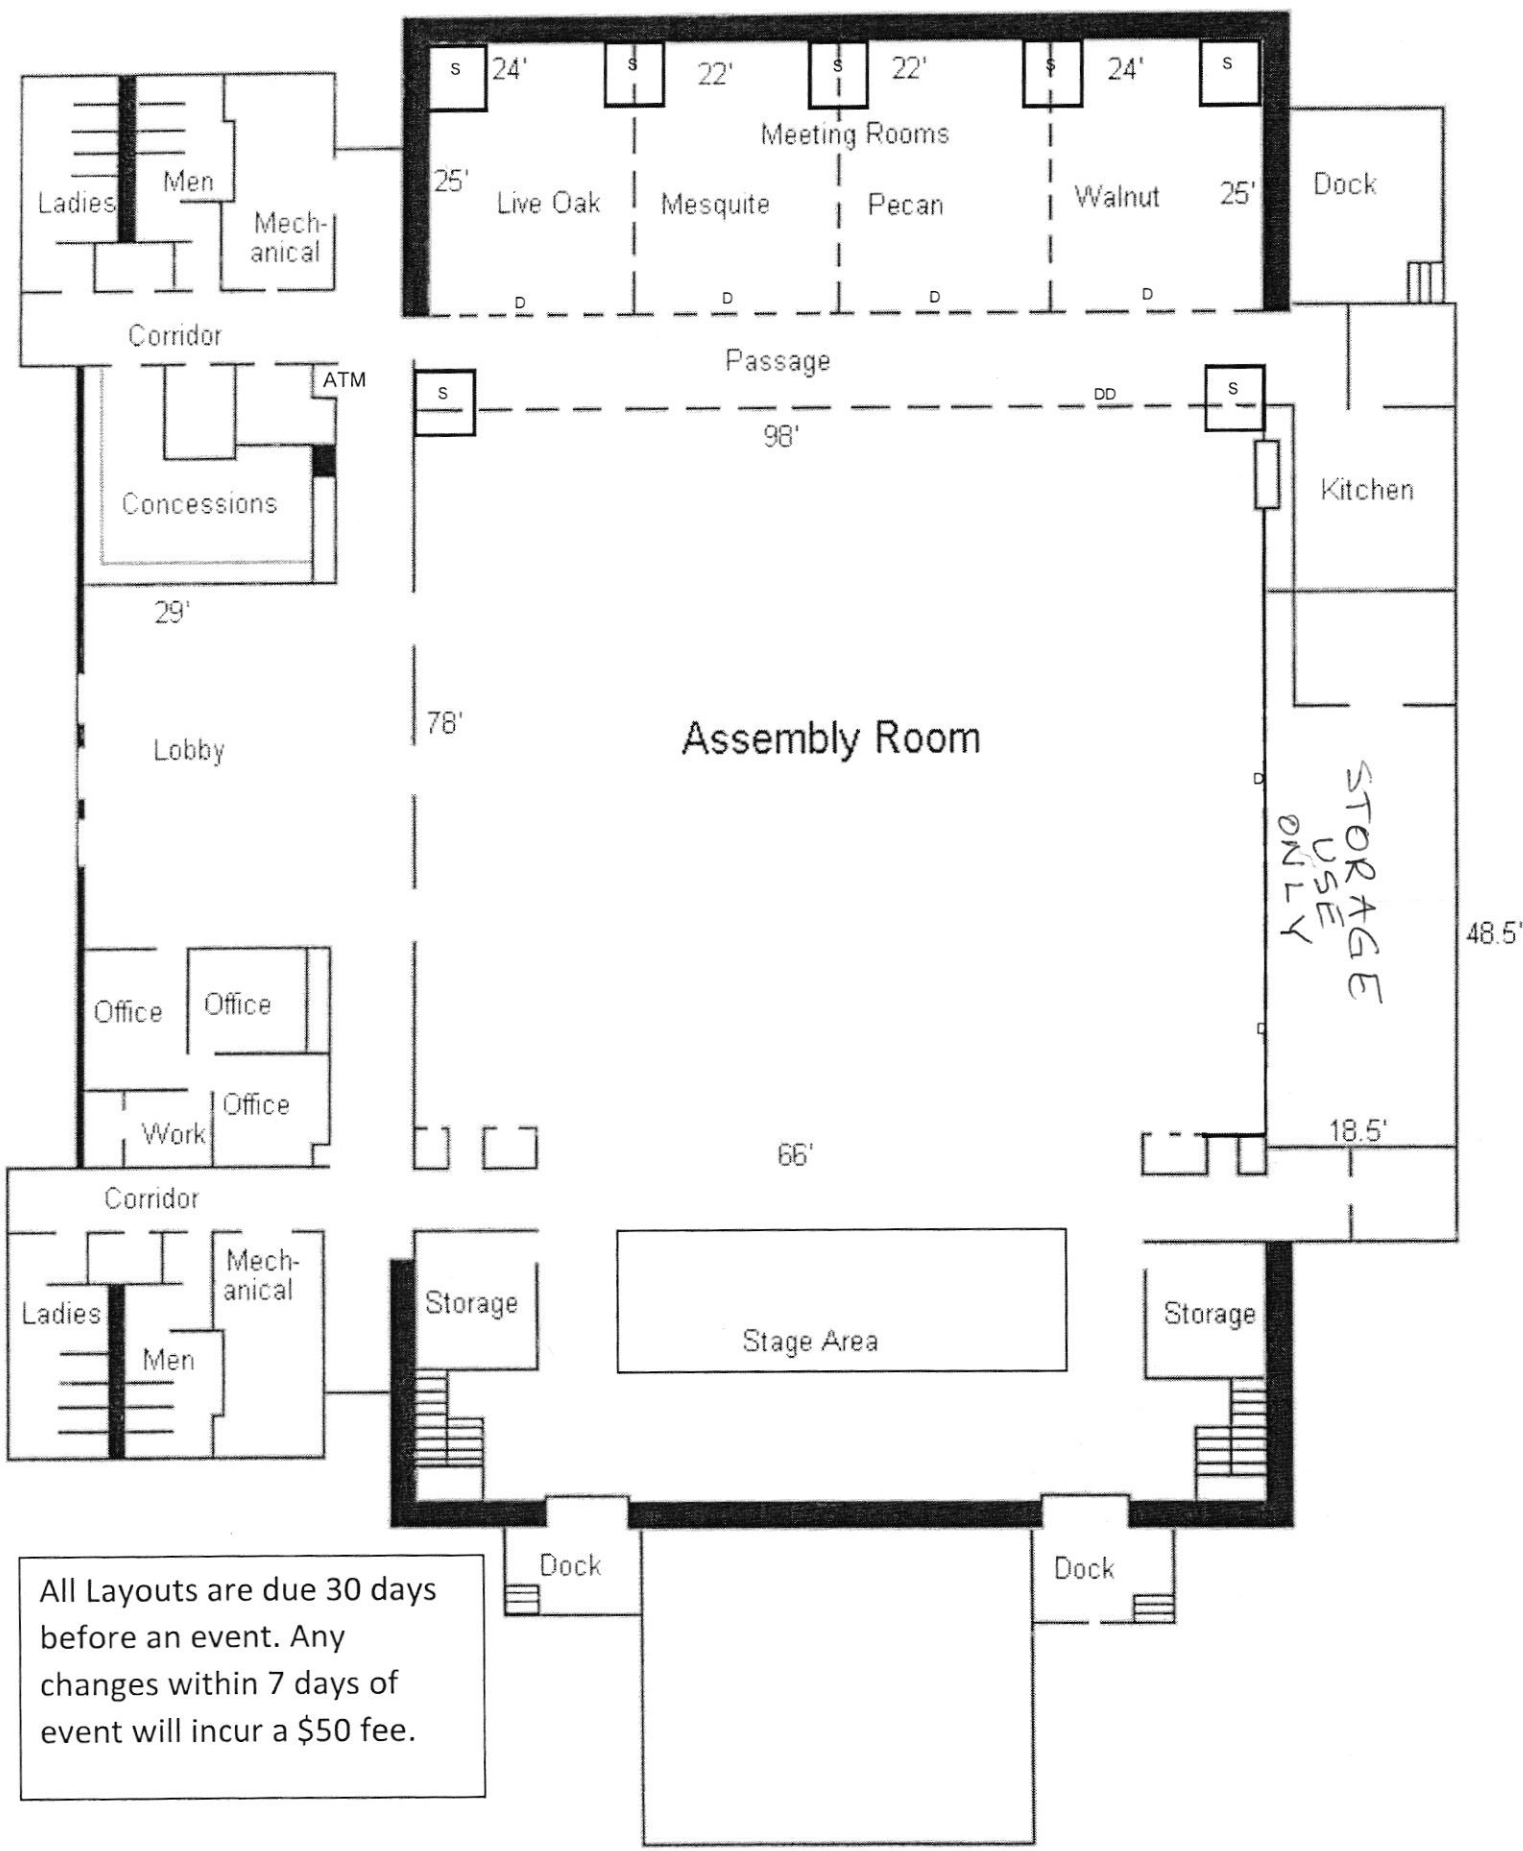 S
24'
S
22'
S
22'
S
24'
S
Meeting Rooms
25'
Live Oak
Mesquite
Pecan
Walnut
25'
Dock
Ladies
Men
Mech-
anical
D
D
D
D
Corridor
Passage
ATM
S
DD
S
98'
Concessions
Kitchen
29'
78'
Lobby
Assembly Room
D
STORAGE
USE
ONLY
48.5'
Office
Office
D
Office
Work
66'
18.5'
Corridor
Mech-
anical
Ladies
Men
Storage
Stage Area
Storage
Dock
Dock
All Layouts are due 30 days
before an event. Any
changes within 7 days of
event will incur a $50 fee.